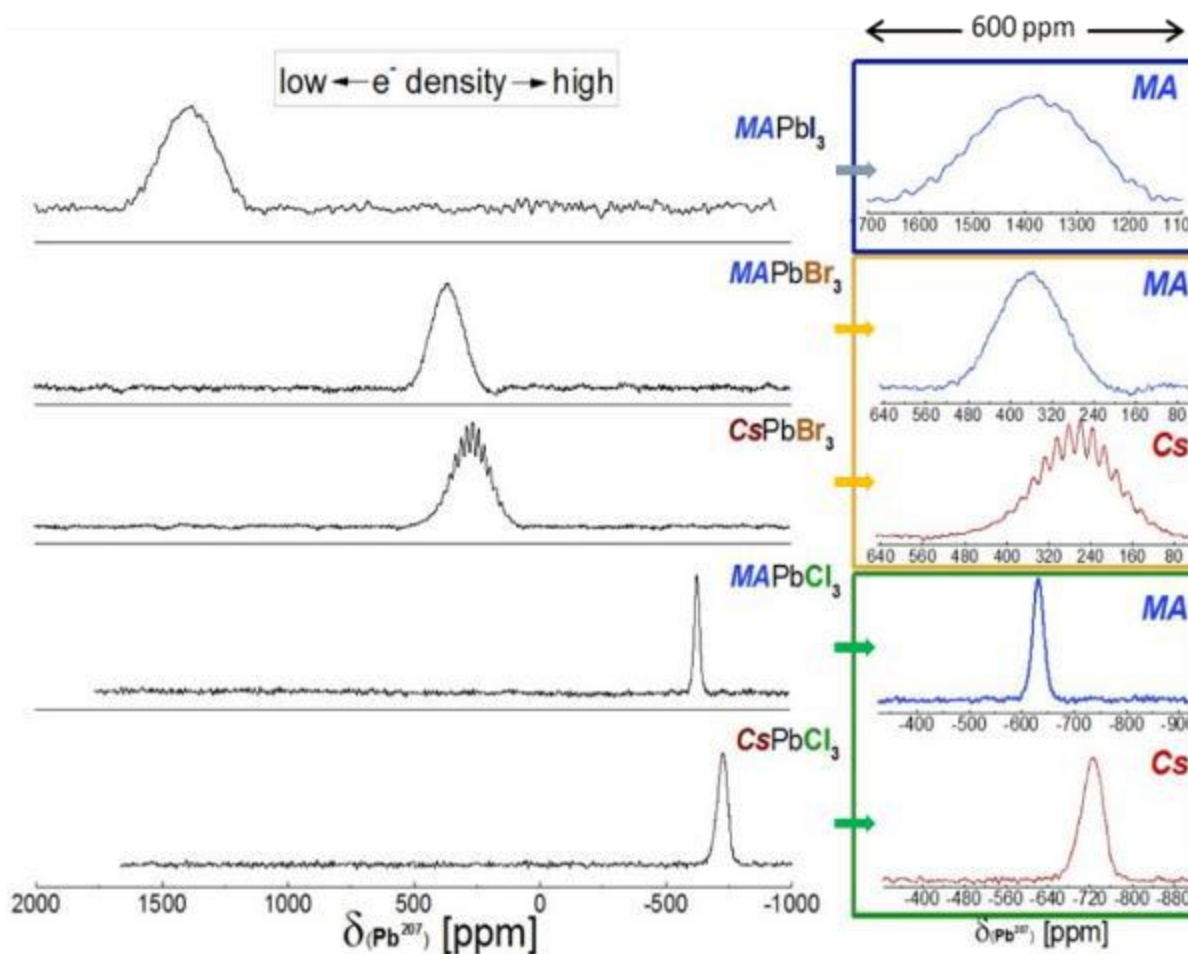 600 ppm
low ← e⁻ density → high
MA
MAPbI₃
1700 1600 1500 1400 1300 1200 110
MAPbBr₃
MA
640 560 480 400 320 240 160 80
CsPbBr₃
Cs
640 560 480 400 320 240 160 80
MAPbCl₃
MA
-400 -500 -600 -700 -800 -900
CsPbCl₃
Cs
-400 -480 -560 -640 -720 -800 -880
2000 1500 1000 500 0 -500 -1000
δ(Pb²⁰⁷) [ppm]
δ(Pb²⁰⁷) [ppm]